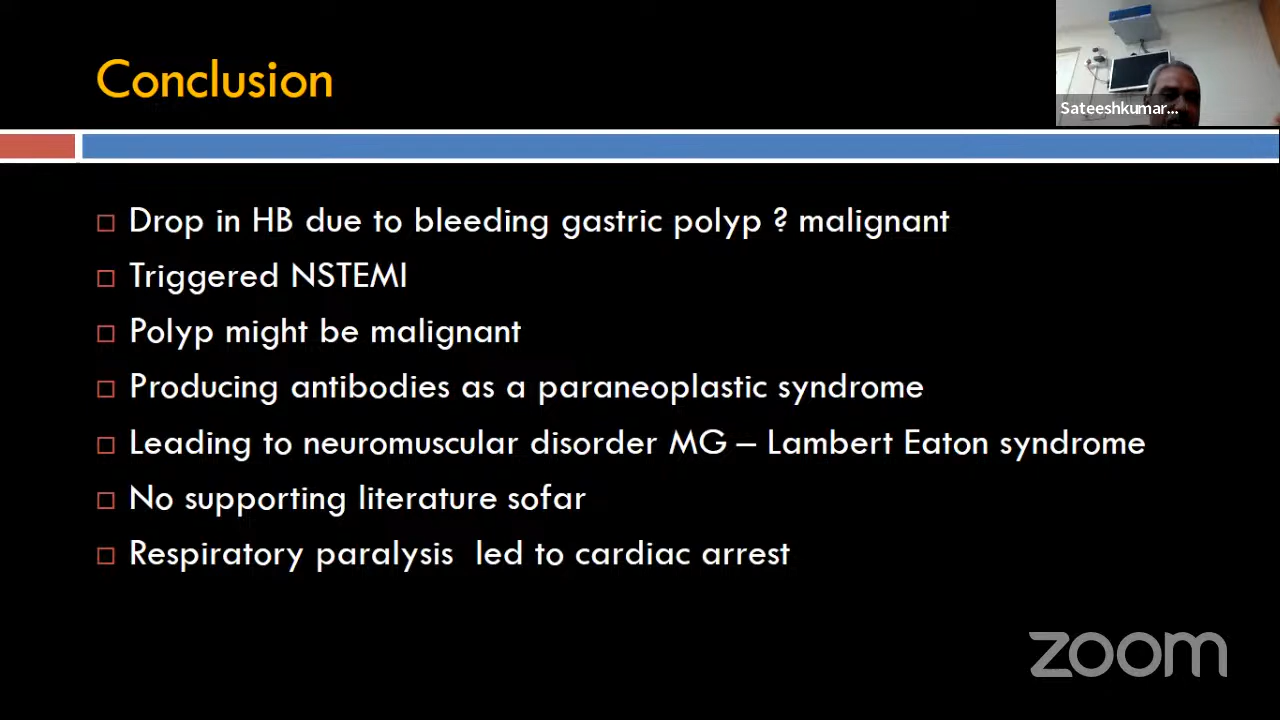 Conclusion
Sateeshkumar...
Drop in HB due to bleeding gastric polyp ? malignant
Triggered NSTEMI
Polyp might be malignant
Producing antibodies as a paraneoplastic syndrome
Leading to neuromuscular disorder MG – Lambert Eaton syndrome
No supporting literature sofar
Respiratory paralysis  led to cardiac arrest
zoom